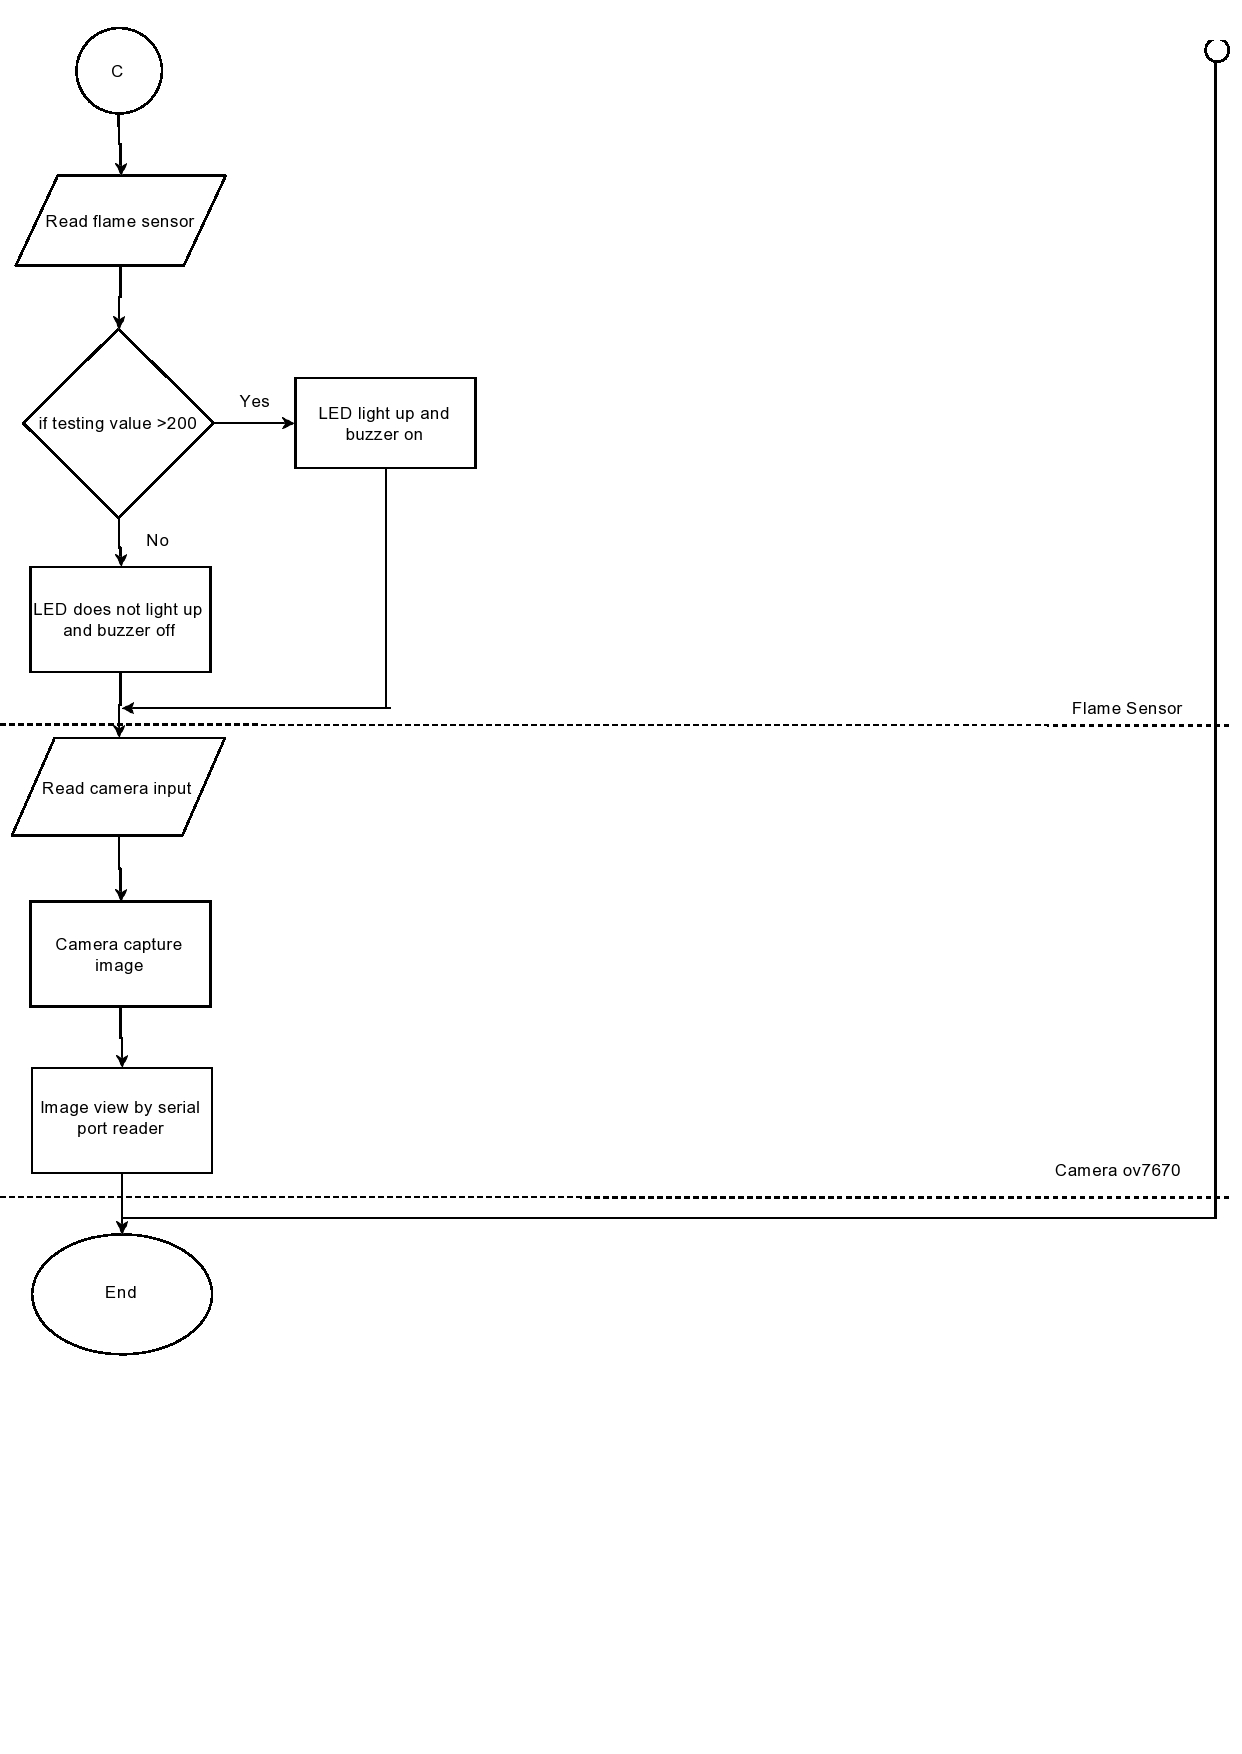 C
Read flame sensor
if testing value >200
Yes
LED light up and
buzzer on
No
LED does not light up
and buzzer off
Flame Sensor
Read camera input
Camera capture
image
Image view by serial
port reader
Camera ov7670
End